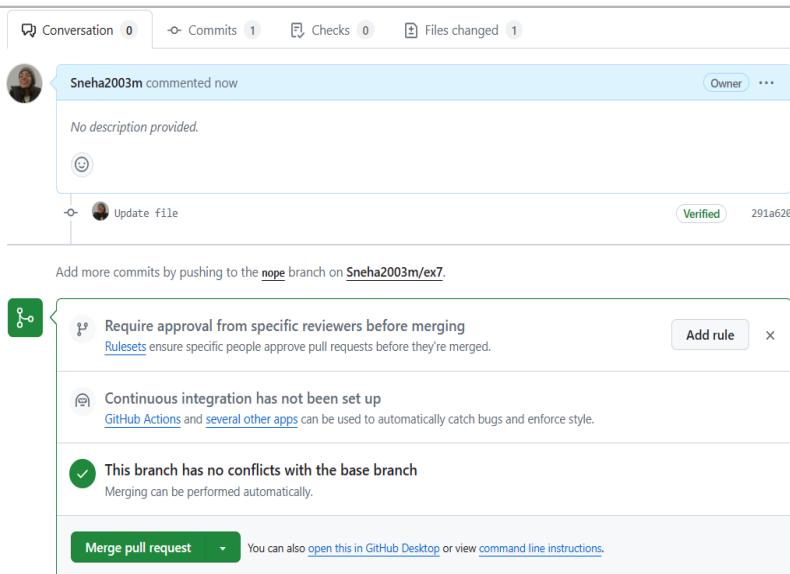 Conversation 0 Commits 1 Checks 0 Files changed 1
Sneha2003m commented now Owner
No description provided.
Update file Verified 291a620
Add more commits by pushing to the nope branch on Sneha2003m/ex7.
Require approval from specific reviewers before merging
Rulesets ensure specific people approve pull requests before they're merged.
Add rule
Continuous integration has not been set up
GitHub Actions and several other apps can be used to automatically catch bugs and enforce style.
This branch has no conflicts with the base branch
Merging can be performed automatically.
Merge pull request You can also open this in GitHub Desktop or view command line instructions.